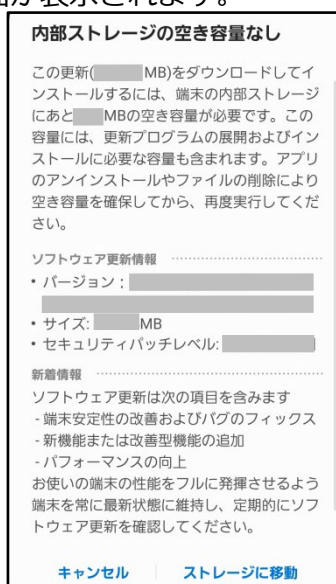 内部ストレージの空き容量なし
この更新( MB)をダウンロードしてイ
ンストールするには、端末の内部ストレージ
にあと MBの空き容量が必要です。この
容量には、更新プログラムの展開およびイン
ストールに必要な容量も含まれます。アプリ
のアンインストールやファイルの削除により
空き容量を確保してから、再度実行してくだ
さい。
ソフトウェア更新情報
• バージョン :
• サイズ: MB
• セキュリティパッチレベル:
新着情報
ソフトウェア更新は次の項目を含みます
- 端末安定性の改善およびバグのフィックス
- 新機能または改善型機能の追加
- パフォーマンスの向上
お使いの端末の性能をフルに発揮させるよう
端末を常に最新状態に維持し、定期的にソフ
トウェア更新を確認してください。
キャンセル ストレージに移動